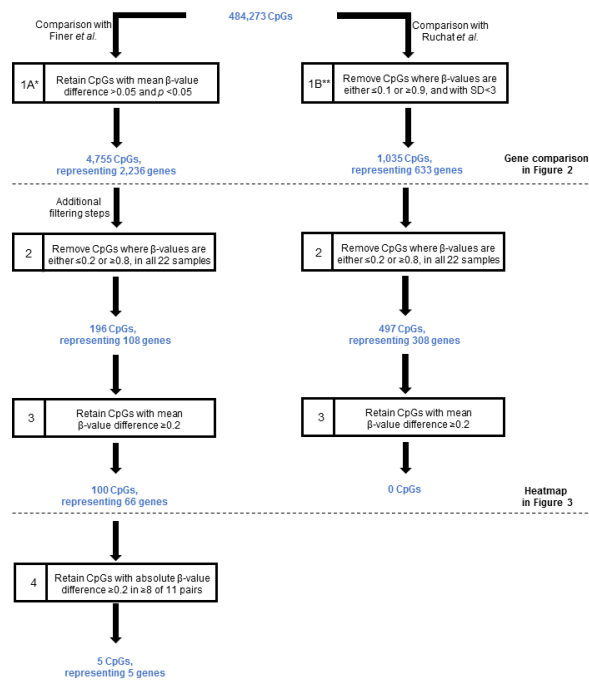 484,273 CpGs
Comparison with
Finer et al.
Comparison with
Ruchat et al.
1A*
Retain CpGs with mean β-value
difference >0.05 and p <0.05
1B**
Remove CpGs where β-values are
either ≤0.1 or ≥0.9, and with SD<3
4,755 CpGs,
representing 2,236 genes
1,035 CpGs,
representing 633 genes
Gene comparison
in Figure 2
Additional
filtering steps
2
Remove CpGs where β-values are
either ≤0.2 or ≥0.8, in all 22 samples
2
Remove CpGs where β-values are
either ≤0.2 or ≥0.8, in all 22 samples
196 CpGs,
representing 108 genes
497 CpGs,
representing 308 genes
3
Retain CpGs with mean
β-value difference ≥0.2
3
Retain CpGs with mean
β-value difference ≥0.2
100 CpGs,
representing 66 genes
0 CpGs
Heatmap
in Figure 3
4
Retain CpGs with absolute β-value
difference ≥0.2 in ≥8 of 11 pairs
5 CpGs,
representing 5 genes